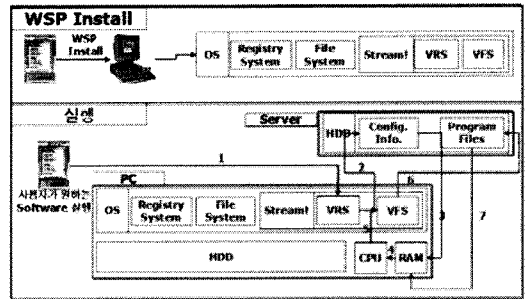 WSP Install
WSP
Install
OS
Registry
System
File
System
Stream!
VRS
VFS
실행
Server
HDD
Config.
Info.
Program
Files
1
2
6
사용자가 원하는
Software 실행
PC
OS
Registry
System
File
System
Stream!
VRS
VFS
3
7
5
HDD
CPU
4
RAM